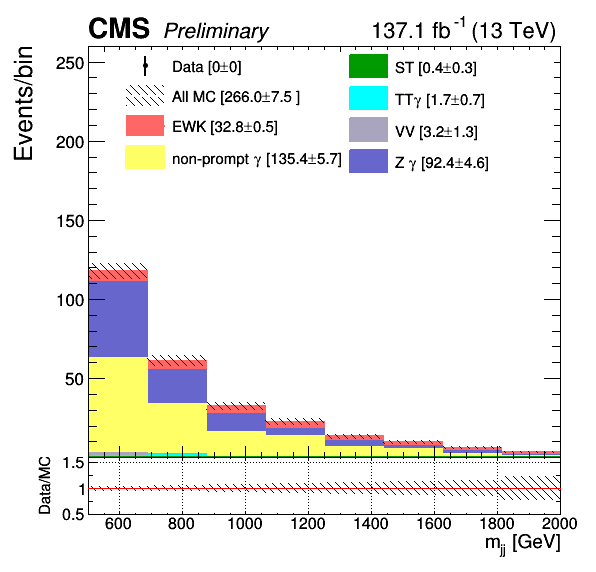 CMS Preliminary 137.1 fb⁻¹ (13 TeV)
Events/bin
250
200
150
100
50
Data [0±0]
All MC [266.0±7.5 ]
EWK [32.8±0.5]
non-prompt γ [135.4±5.7]
ST [0.4±0.3]
TTγ [1.7±0.7]
VV [3.2±1.3]
Z γ [92.4±4.6]
Data/MC
1.5
1
0.5
600 800 1000 1200 1400 1600 1800 2000
m_jj [GeV]